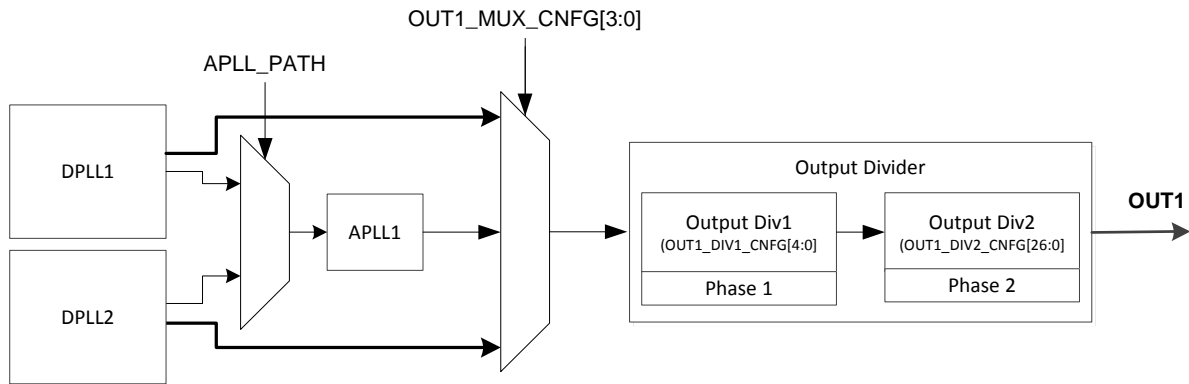 OUT1_MUX_CNFG[3:0]
APLL_PATH
DPLL1
DPLL2
APLL1
Output Divider
Output Div1
(OUT1_DIV1_CNFG[4:0])
Phase 1
Output Div2
(OUT1_DIV2_CNFG[26:0])
Phase 2
OUT1